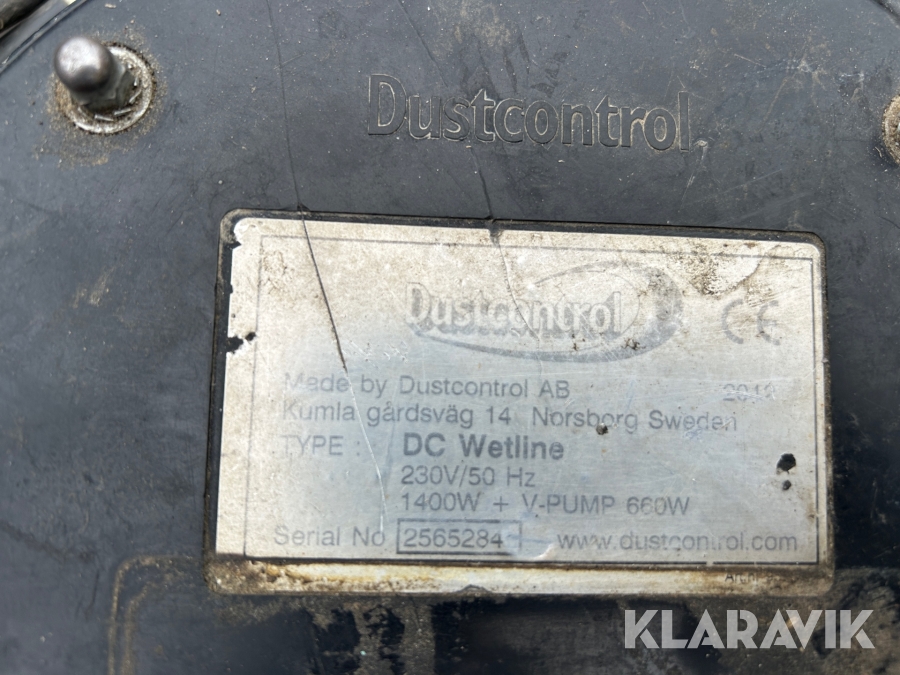 Dustcontrol
Dustcontrol
CE
Made by Dustcontrol AB
Kumla gårdsväg 14 Norsborg Sweden
TYPE : DC Wetline
230V/50 Hz
1400W + V-PUMP 660W
Serial No 2565284 www.dustcontrol.com
KLARAVIK